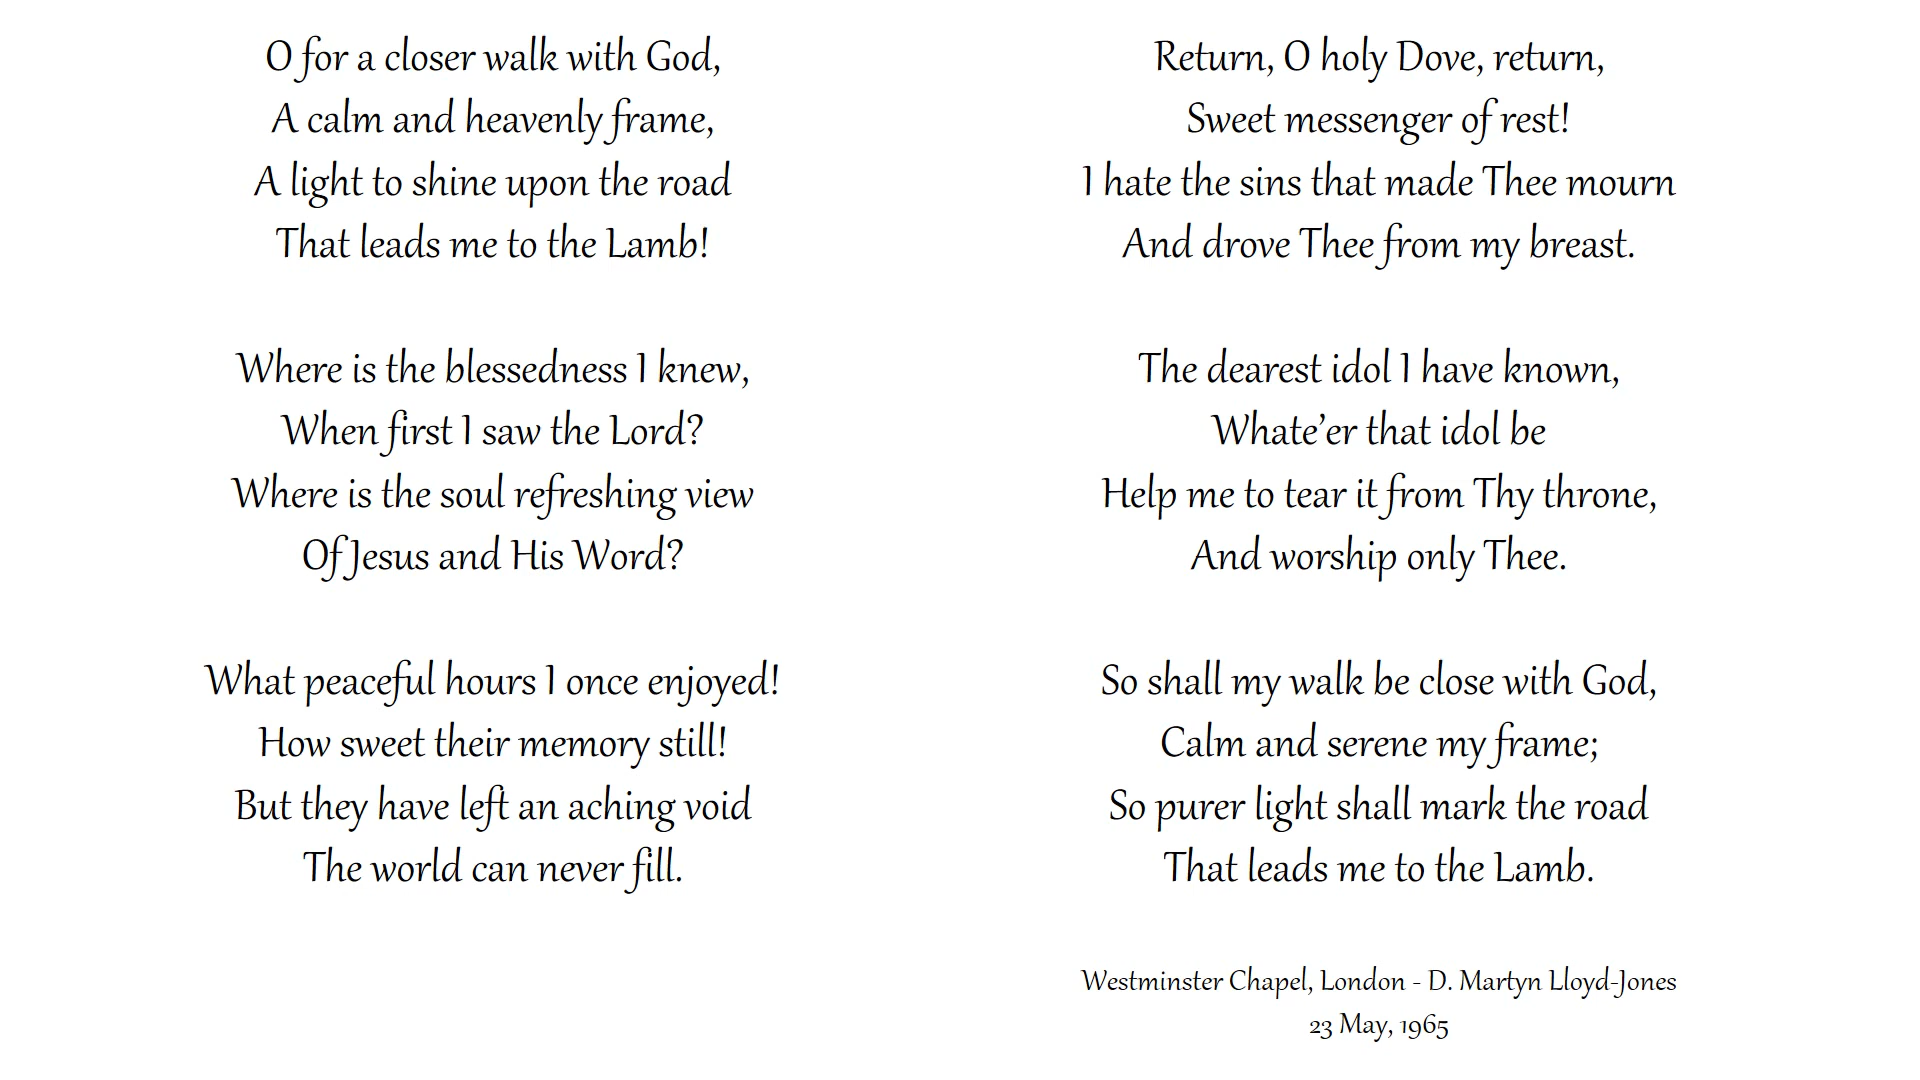 O for a closer walk with God,
A calm and heavenly frame,
A light to shine upon the road
That leads me to the Lamb!
Where is the blessedness I knew,
When first I saw the Lord?
Where is the soul refreshing view
Of Jesus and His Word?
What peaceful hours I once enjoyed!
How sweet their memory still!
But they have left an aching void
The world can never fill.
Return, O holy Dove, return,
Sweet messenger of rest!
I hate the sins that made Thee mourn
And drove Thee from my breast.
The dearest idol I have known,
Whate’er that idol be
Help me to tear it from Thy throne,
And worship only Thee.
So shall my walk be close with God,
Calm and serene my frame;
So purer light shall mark the road
That leads me to the Lamb.
Westminster Chapel, London - D. Martyn Lloyd-Jones
23 May, 1965